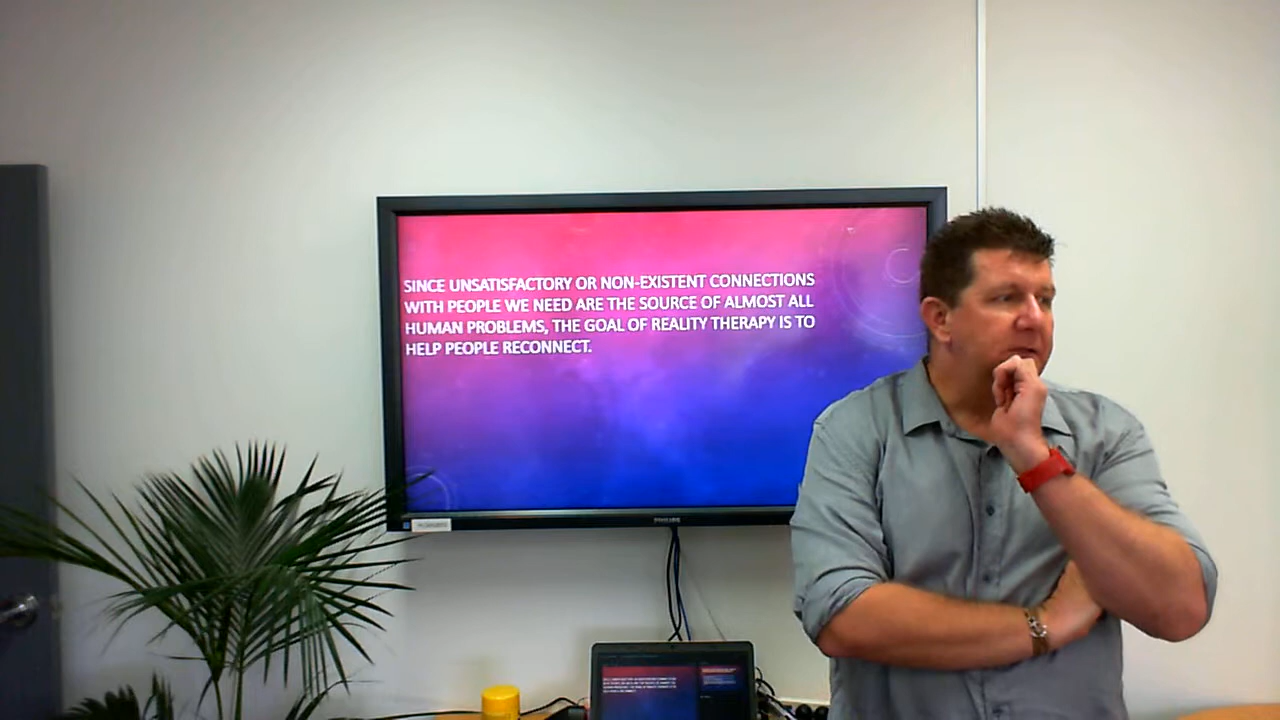 SINCE UNSATISFACTORY OR NON-EXISTENT CONNECTIONS
WITH PEOPLE WE NEED ARE THE SOURCE OF ALMOST ALL
HUMAN PROBLEMS, THE GOAL OF REALITY THERAPY IS TO
HELP PEOPLE RECONNECT.